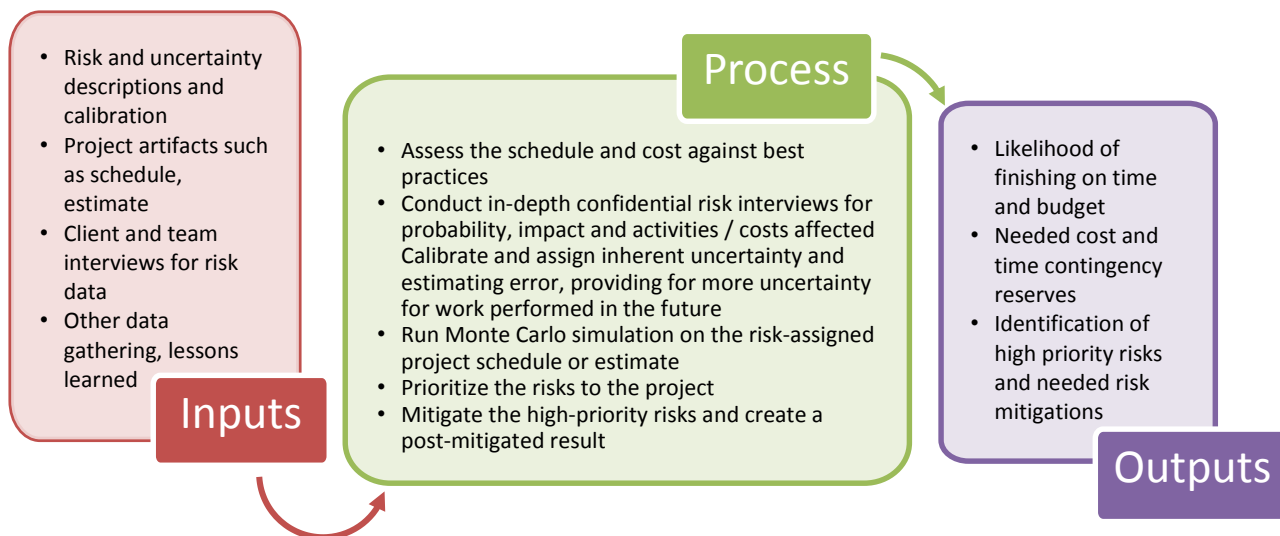 • Risk and uncertainty
descriptions and
calibration
• Project artifacts such
as schedule,
estimate
• Client and team
interviews for risk
data
• Other data
gathering, lessons
learned
Inputs
Process
• Assess the schedule and cost against best
practices
• Conduct in-depth confidential risk interviews for
probability, impact and activities / costs affected
Calibrate and assign inherent uncertainty and
estimating error, providing for more uncertainty
for work performed in the future
• Run Monte Carlo simulation on the risk-assigned
project schedule or estimate
• Prioritize the risks to the project
• Mitigate the high-priority risks and create a
post-mitigated result
• Likelihood of
finishing on time
and budget
• Needed cost and
time contingency
reserves
• Identification of
high priority risks
and needed risk
mitigations
Outputs